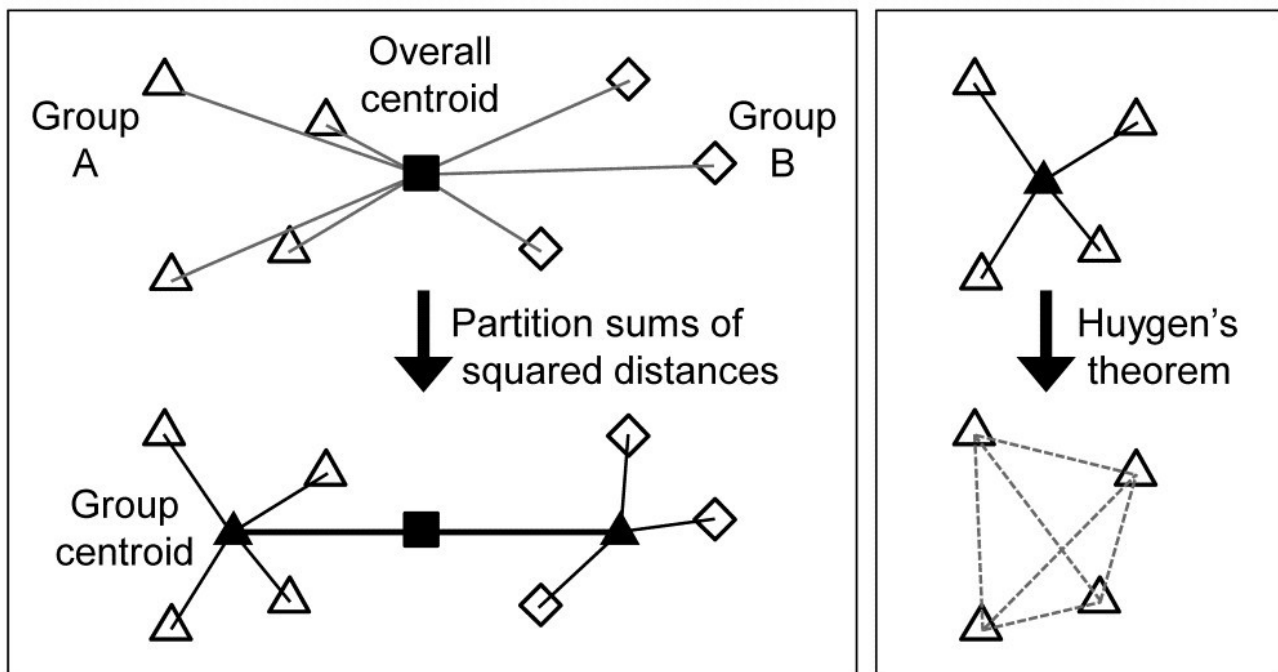 Overall
centroid
Group
A
Group
B
Partition sums of
squared distances
Group
centroid
Huygen's
theorem